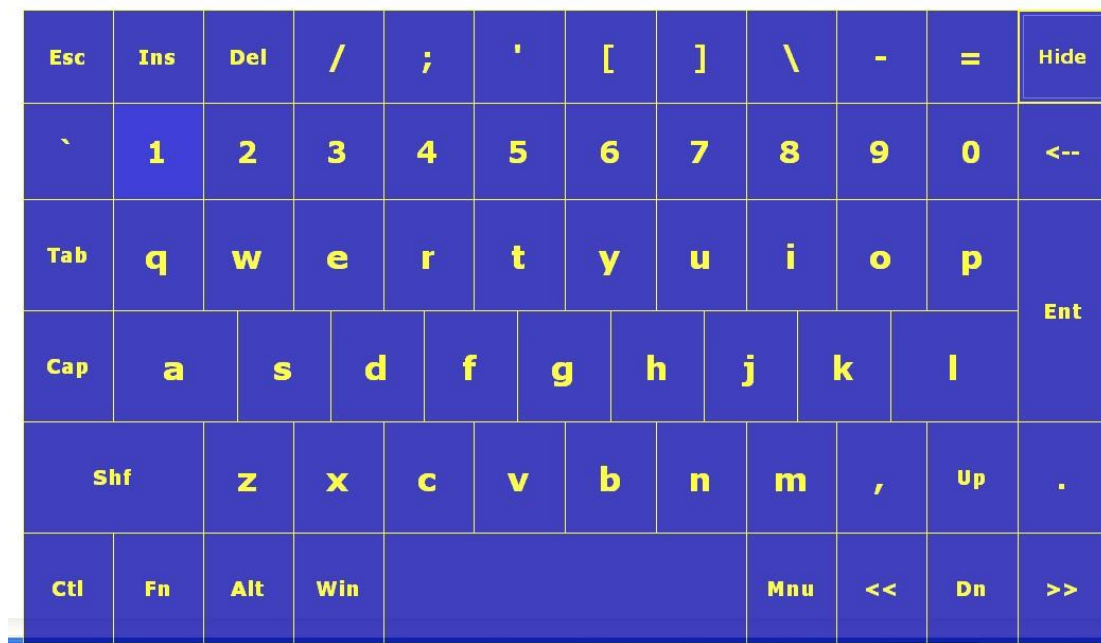 Esc Ins Del / ; ' [ ] \ - = Hide
` 1 2 3 4 5 6 7 8 9 0 <--
Tab q w e r t y u i o p
Ent
Cap a s d f g h j k l
Shf z x c v b n m , Up .
Ctl Fn Alt Win Mnu << Dn >>